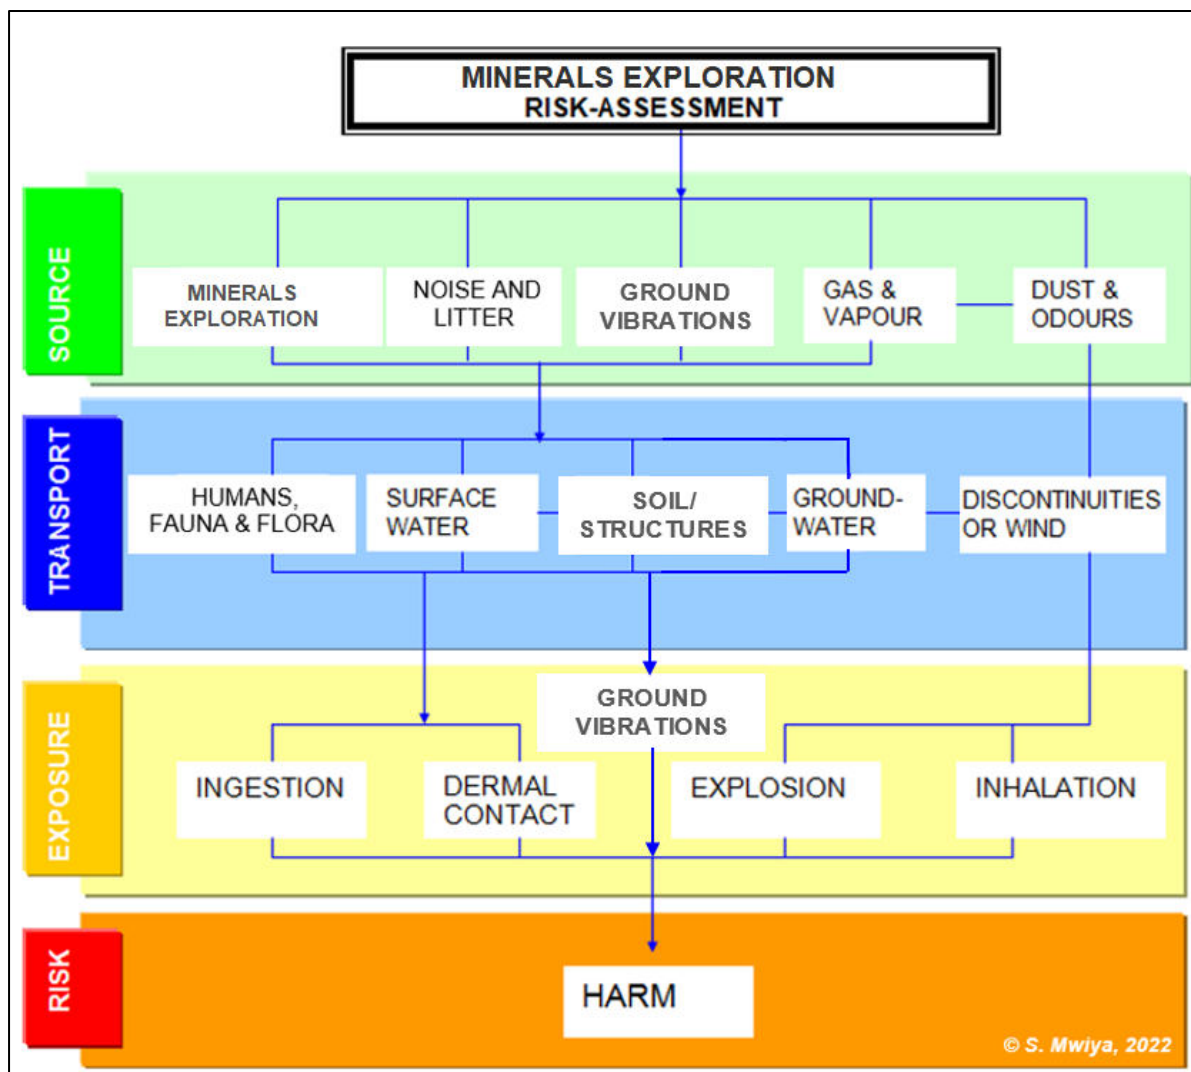 MINERALS EXPLORATION
RISK-ASSESSMENT
SOURCE
MINERALS
EXPLORATION
NOISE AND
LITTER
GROUND
VIBRATIONS
GAS &
VAPOUR
DUST &
ODOURS
TRANSPORT
HUMANS,
FAUNA & FLORA
SURFACE
WATER
SOIL/
STRUCTURES
GROUND-
WATER
DISCONTINUITIES
OR WIND
EXPOSURE
GROUND
VIBRATIONS
INGESTION
DERMAL
CONTACT
EXPLOSION
INHALATION
RISK
HARM
© S. Mwiya, 2022